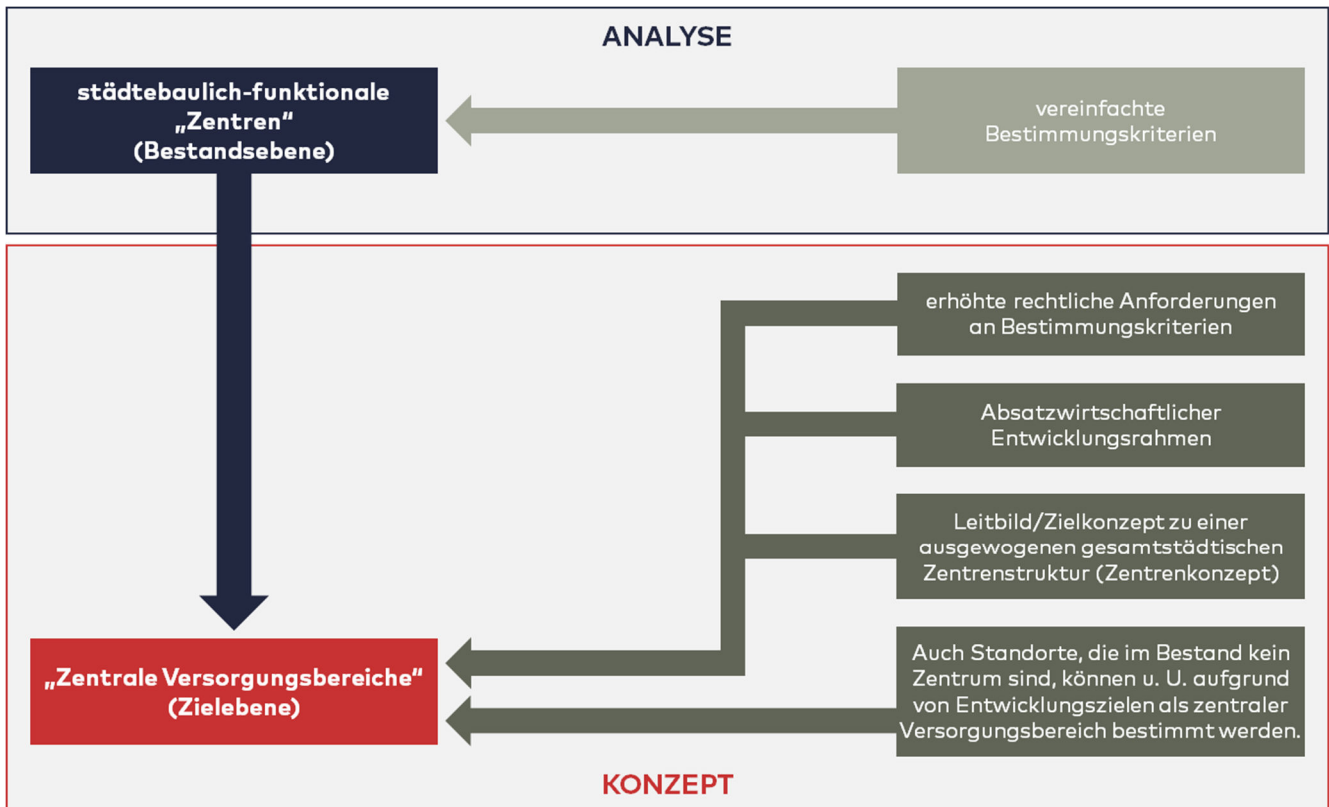 ANALYSE
städtebaulich-funktionale
„Zentren“
(Bestandsebene)
vereinfachte
Bestimmungskriterien
erhöhte rechtliche Anforderungen
an Bestimmungskriterien
Absatzwirtschaftlicher
Entwicklungsrahmen
Leitbild/Zielkonzept zu einer
ausgewogenen gesamtstädtischen
Zentrenstruktur (Zentrenkonzept)
„Zentrale Versorgungsbereiche“
(Zielebene)
Auch Standorte, die im Bestand kein
Zentrum sind, können u. U. aufgrund
von Entwicklungszielen als zentraler
Versorgungsbereich bestimmt werden.
KONZEPT